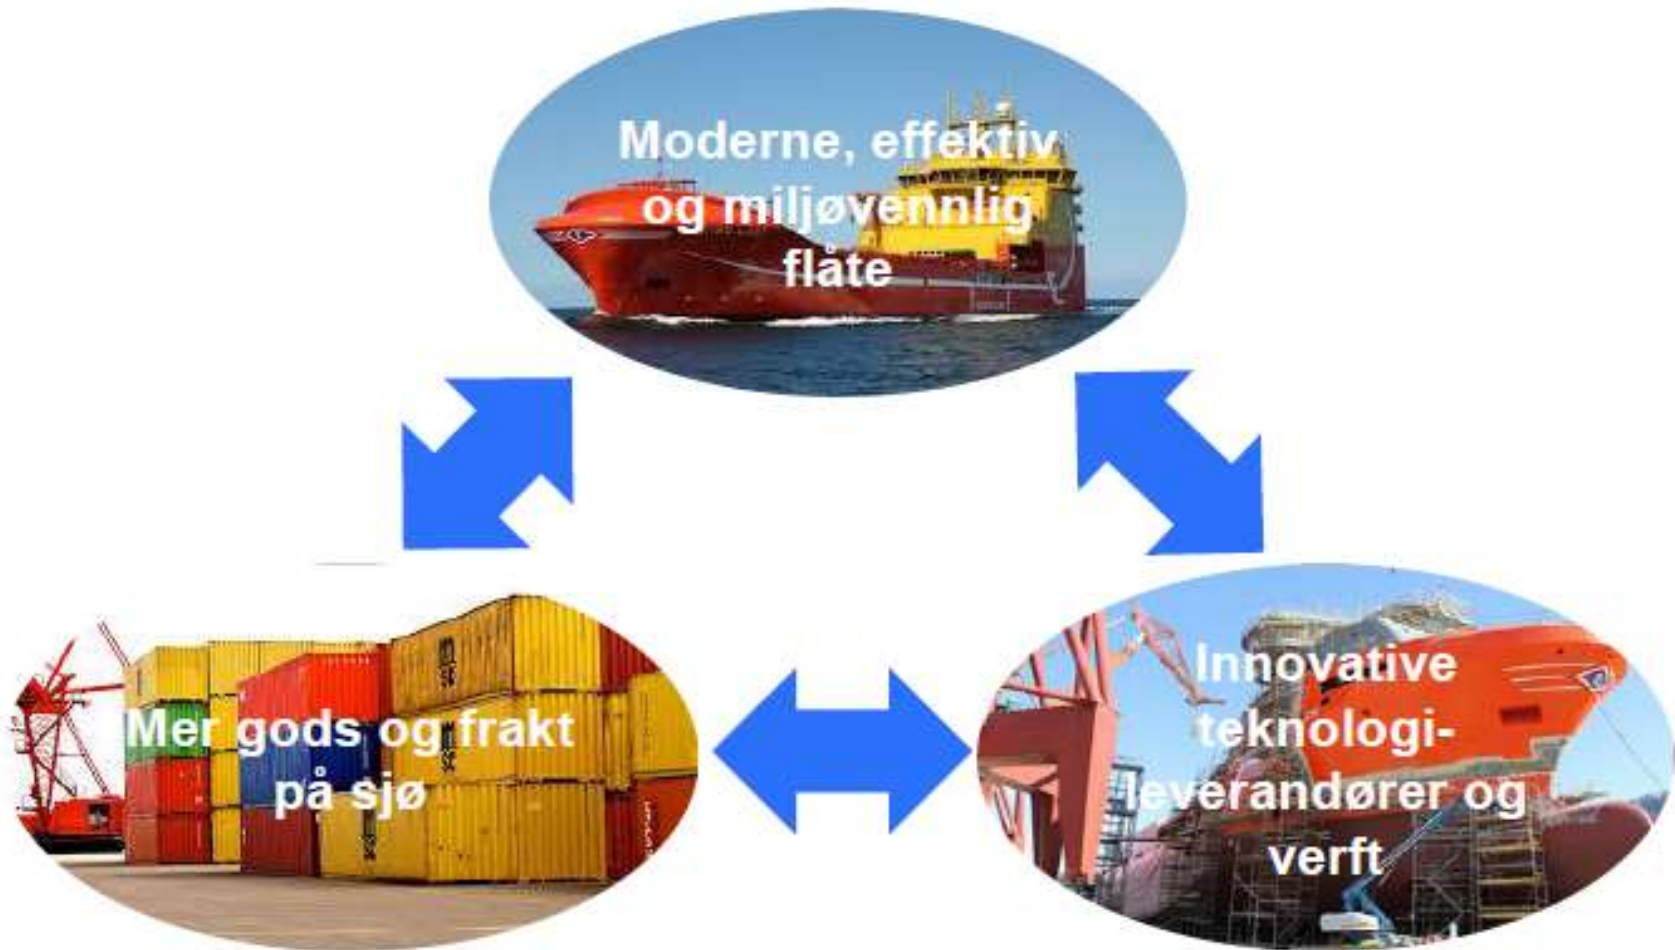 Moderne, effektiv
og miljøvennlig
flåte
Mer gods og frakt
på sjø
Innovative
teknologi-
leverandører og
verft